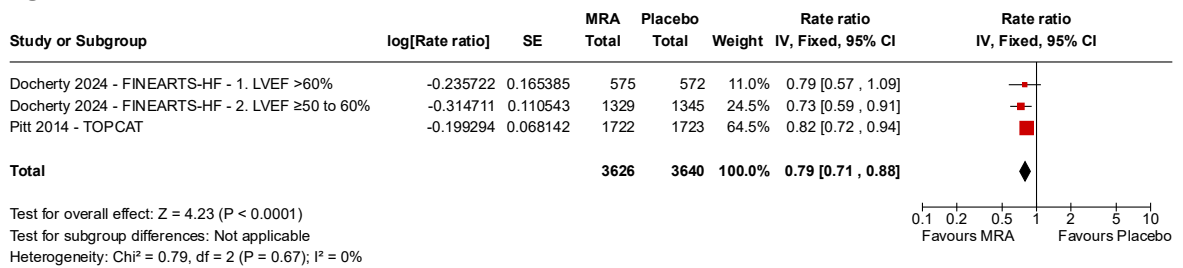 MRA Placebo Rate ratio Rate ratio
Study or Subgroup log[Rate ratio] SE Total Total Weight IV, Fixed, 95% CI IV, Fixed, 95% CI
Docherty 2024 - FINEARTS-HF - 1. LVEF >60% -0.235722 0.165385 575 572 11.0% 0.79 [0.57 , 1.09]
Docherty 2024 - FINEARTS-HF - 2. LVEF ≥50 to 60% -0.314711 0.110543 1329 1345 24.5% 0.73 [0.59 , 0.91]
Pitt 2014 - TOPCAT -0.199294 0.068142 1722 1723 64.5% 0.82 [0.72 , 0.94]
Total 3626 3640 100.0% 0.79 [0.71 , 0.88]
Test for overall effect: Z = 4.23 (P < 0.0001)
Test for subgroup differences: Not applicable
Heterogeneity: Chi² = 0.79, df = 2 (P = 0.67); I² = 0%
0.1 0.2 0.5 1 2 5 10
Favours MRA Favours Placebo